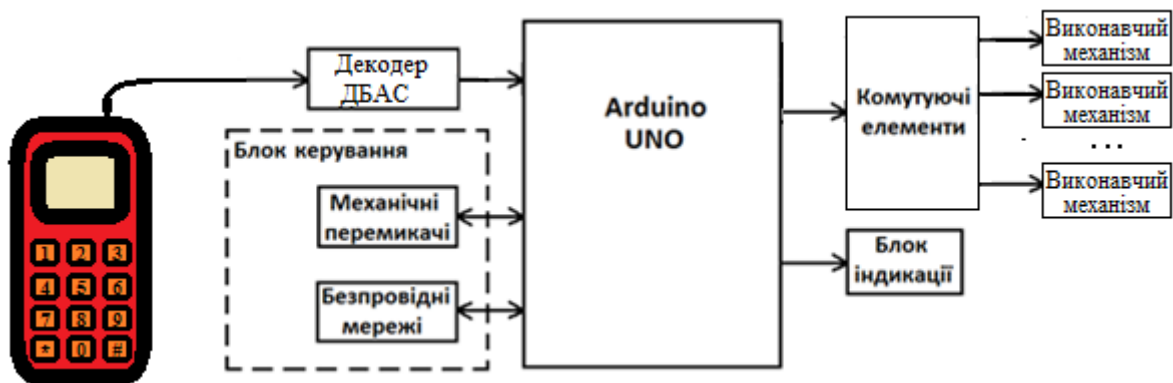 Декодер
ДБАС
Блок керування
Механічні
перемикачі
Безпровідні
мережі
Arduino
UNO
Комутуючі
елементи
Блок
індикації
Виконавчий
механізм
Виконавчий
механізм
...
Виконавчий
механізм
1 2 3
4 5 6
7 8 9
* 0 #